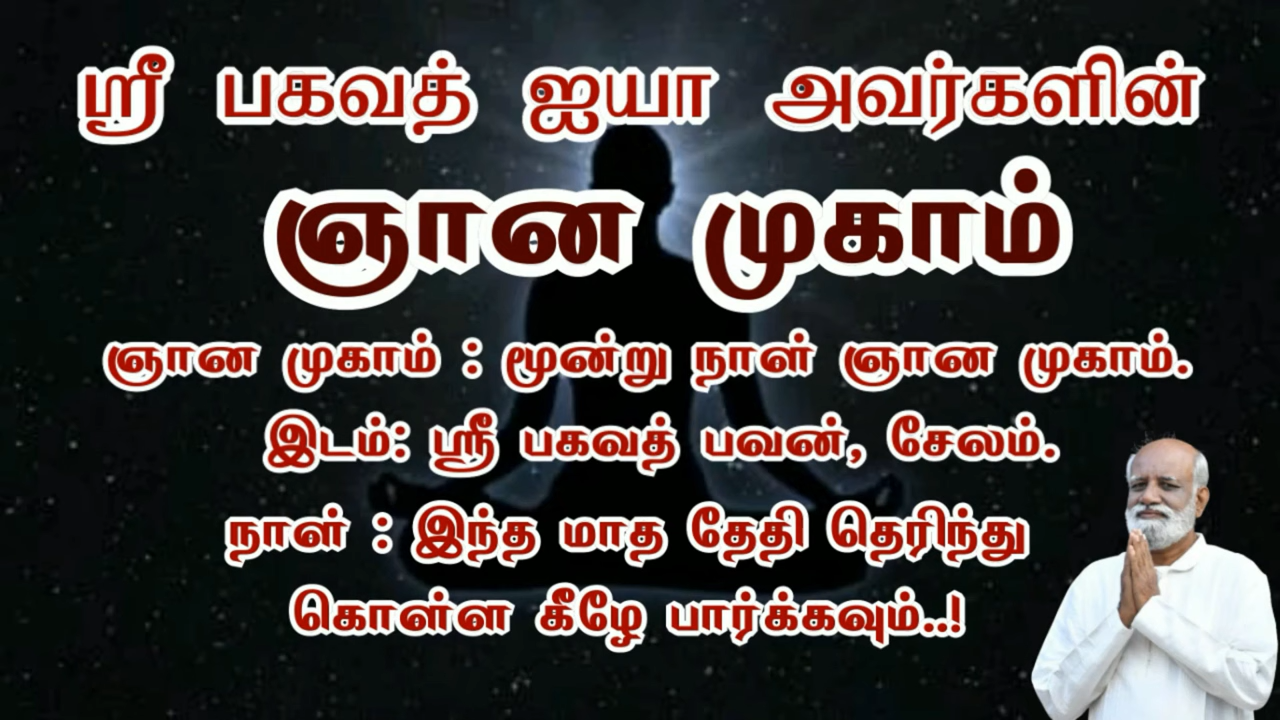 ஸ்ரீ பகவத் ஐயா அவர்களின்
ஞான முகாம்
ஞான முகாம் : மூன்று நாள் ஞான முகாம்.
இடம்: ஸ்ரீ பகவத் பவன், சேலம்.
நாள் : இந்த மாத தேதி தெரிந்து
கொள்ள கீழே பார்க்கவும்..!